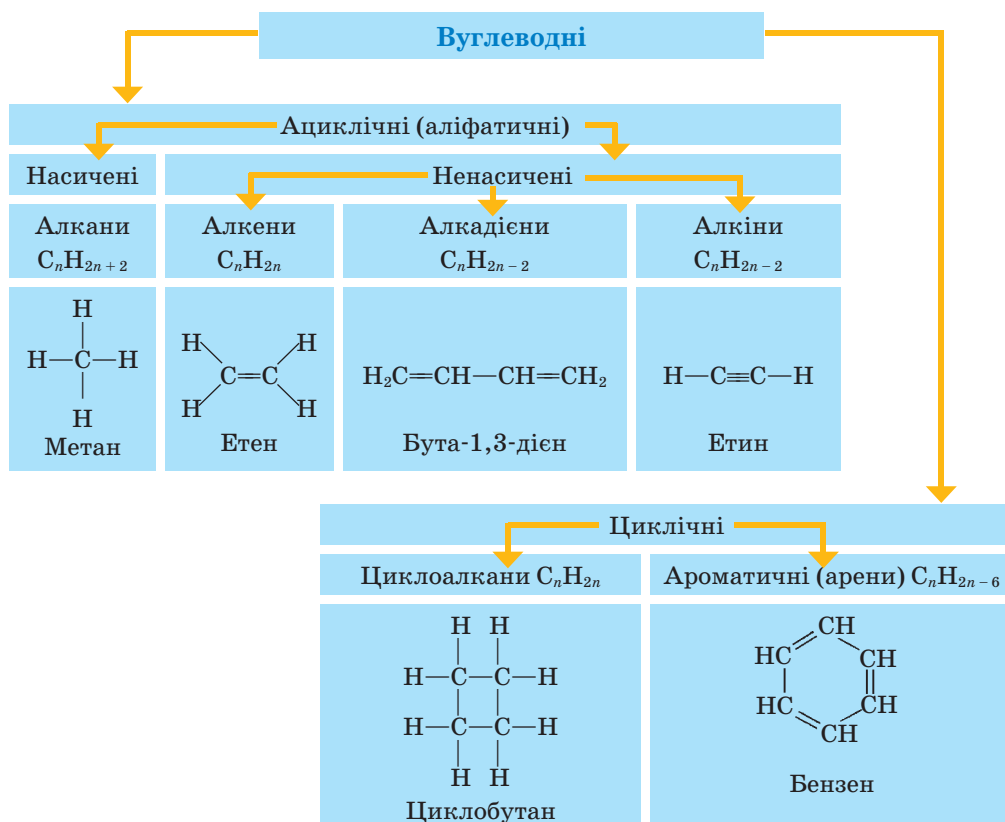 Вуглеводні
Ациклічні (аліфатичні)
Насичені
Ненасичені
Алкани
CₙH₂ₙ₊₂
Алкени
CₙH₂ₙ
Алкадієни
CₙH₂ₙ₋₂
Алкіни
CₙH₂ₙ₋₂
H
H—C—H
H
Метан
H H
C=C
H H
Етен
H₂C=CH—CH=CH₂
Бута-1,3-дієн
H—C≡C—H
Етин
Циклічні
Циклоалкани CₙH₂ₙ
Ароматичні (арени) CₙH₂ₙ₋₆
H H
H—C—C—H
H—C—C—H
H H
Циклобутан
CH
HC CH
HC CH
CH
Бензен